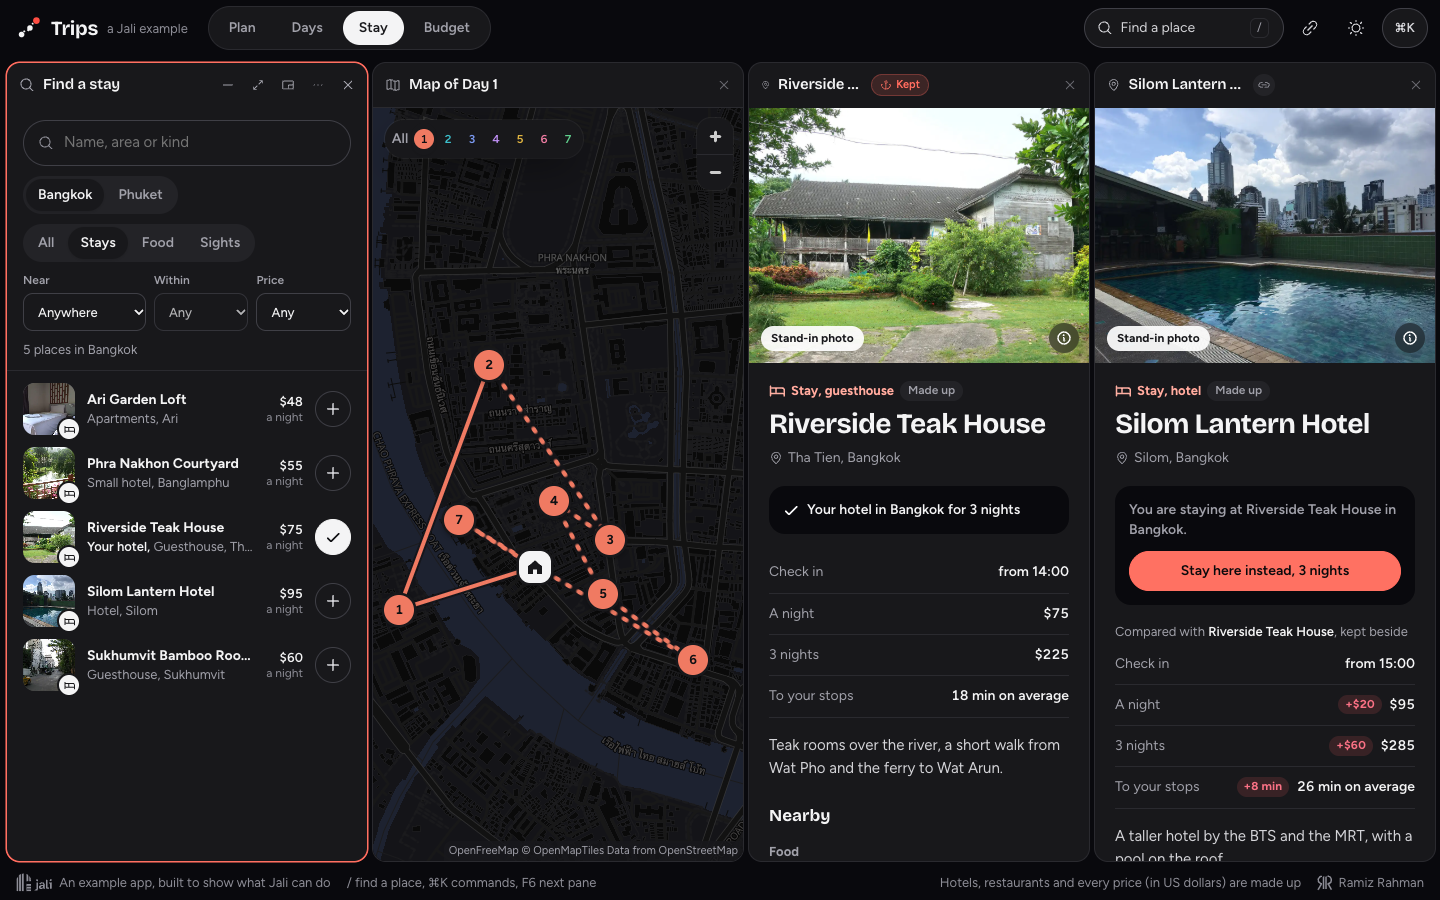 Trips a Jali example
Plan Days Stay Budget
Find a place /
⌘K
Find a stay
Name, area or kind
Bangkok Phuket
All Stays Food Sights
Near Within Price
Anywhere Any Any
5 places in Bangkok
Ari Garden Loft $48
Apartments, Ari a night
Phra Nakhon Courtyard $55
Small hotel, Banglamphu a night
Riverside Teak House $75
Your hotel, Guesthouse, Th... a night
Silom Lantern Hotel $95
Hotel, Silom a night
Sukhumvit Bamboo Roo... $60
Guesthouse, Sukhumvit a night
Map of Day 1
All 1 2 3 4 5 6 7
+
−
PHRA NAKHON
พระนคร
2
4
7
3
5
1
6
OpenFreeMap © OpenMapTiles Data from OpenStreetMap
Riverside ... Kept
Stand-in photo
Stay, guesthouse Made up
Riverside Teak House
Tha Tien, Bangkok
Your hotel in Bangkok for 3 nights
Check in from 14:00
A night $75
3 nights $225
To your stops 18 min on average
Teak rooms over the river, a short walk from
Wat Pho and the ferry to Wat Arun.
Nearby
Food
Silom Lantern ...
Stand-in photo
Stay, hotel Made up
Silom Lantern Hotel
Silom, Bangkok
You are staying at Riverside Teak House in
Bangkok.
Stay here instead, 3 nights
Compared with Riverside Teak House, kept beside
Check in from 15:00
A night +$20 $95
3 nights +$60 $285
To your stops +8 min 26 min on average
A taller hotel by the BTS and the MRT, with a
pool on the roof
jali An example app, built to show what Jali can do / find a place, ⌘K commands, F6 next pane
Hotels, restaurants and every price (in US dollars) are made up Ramiz Rahman